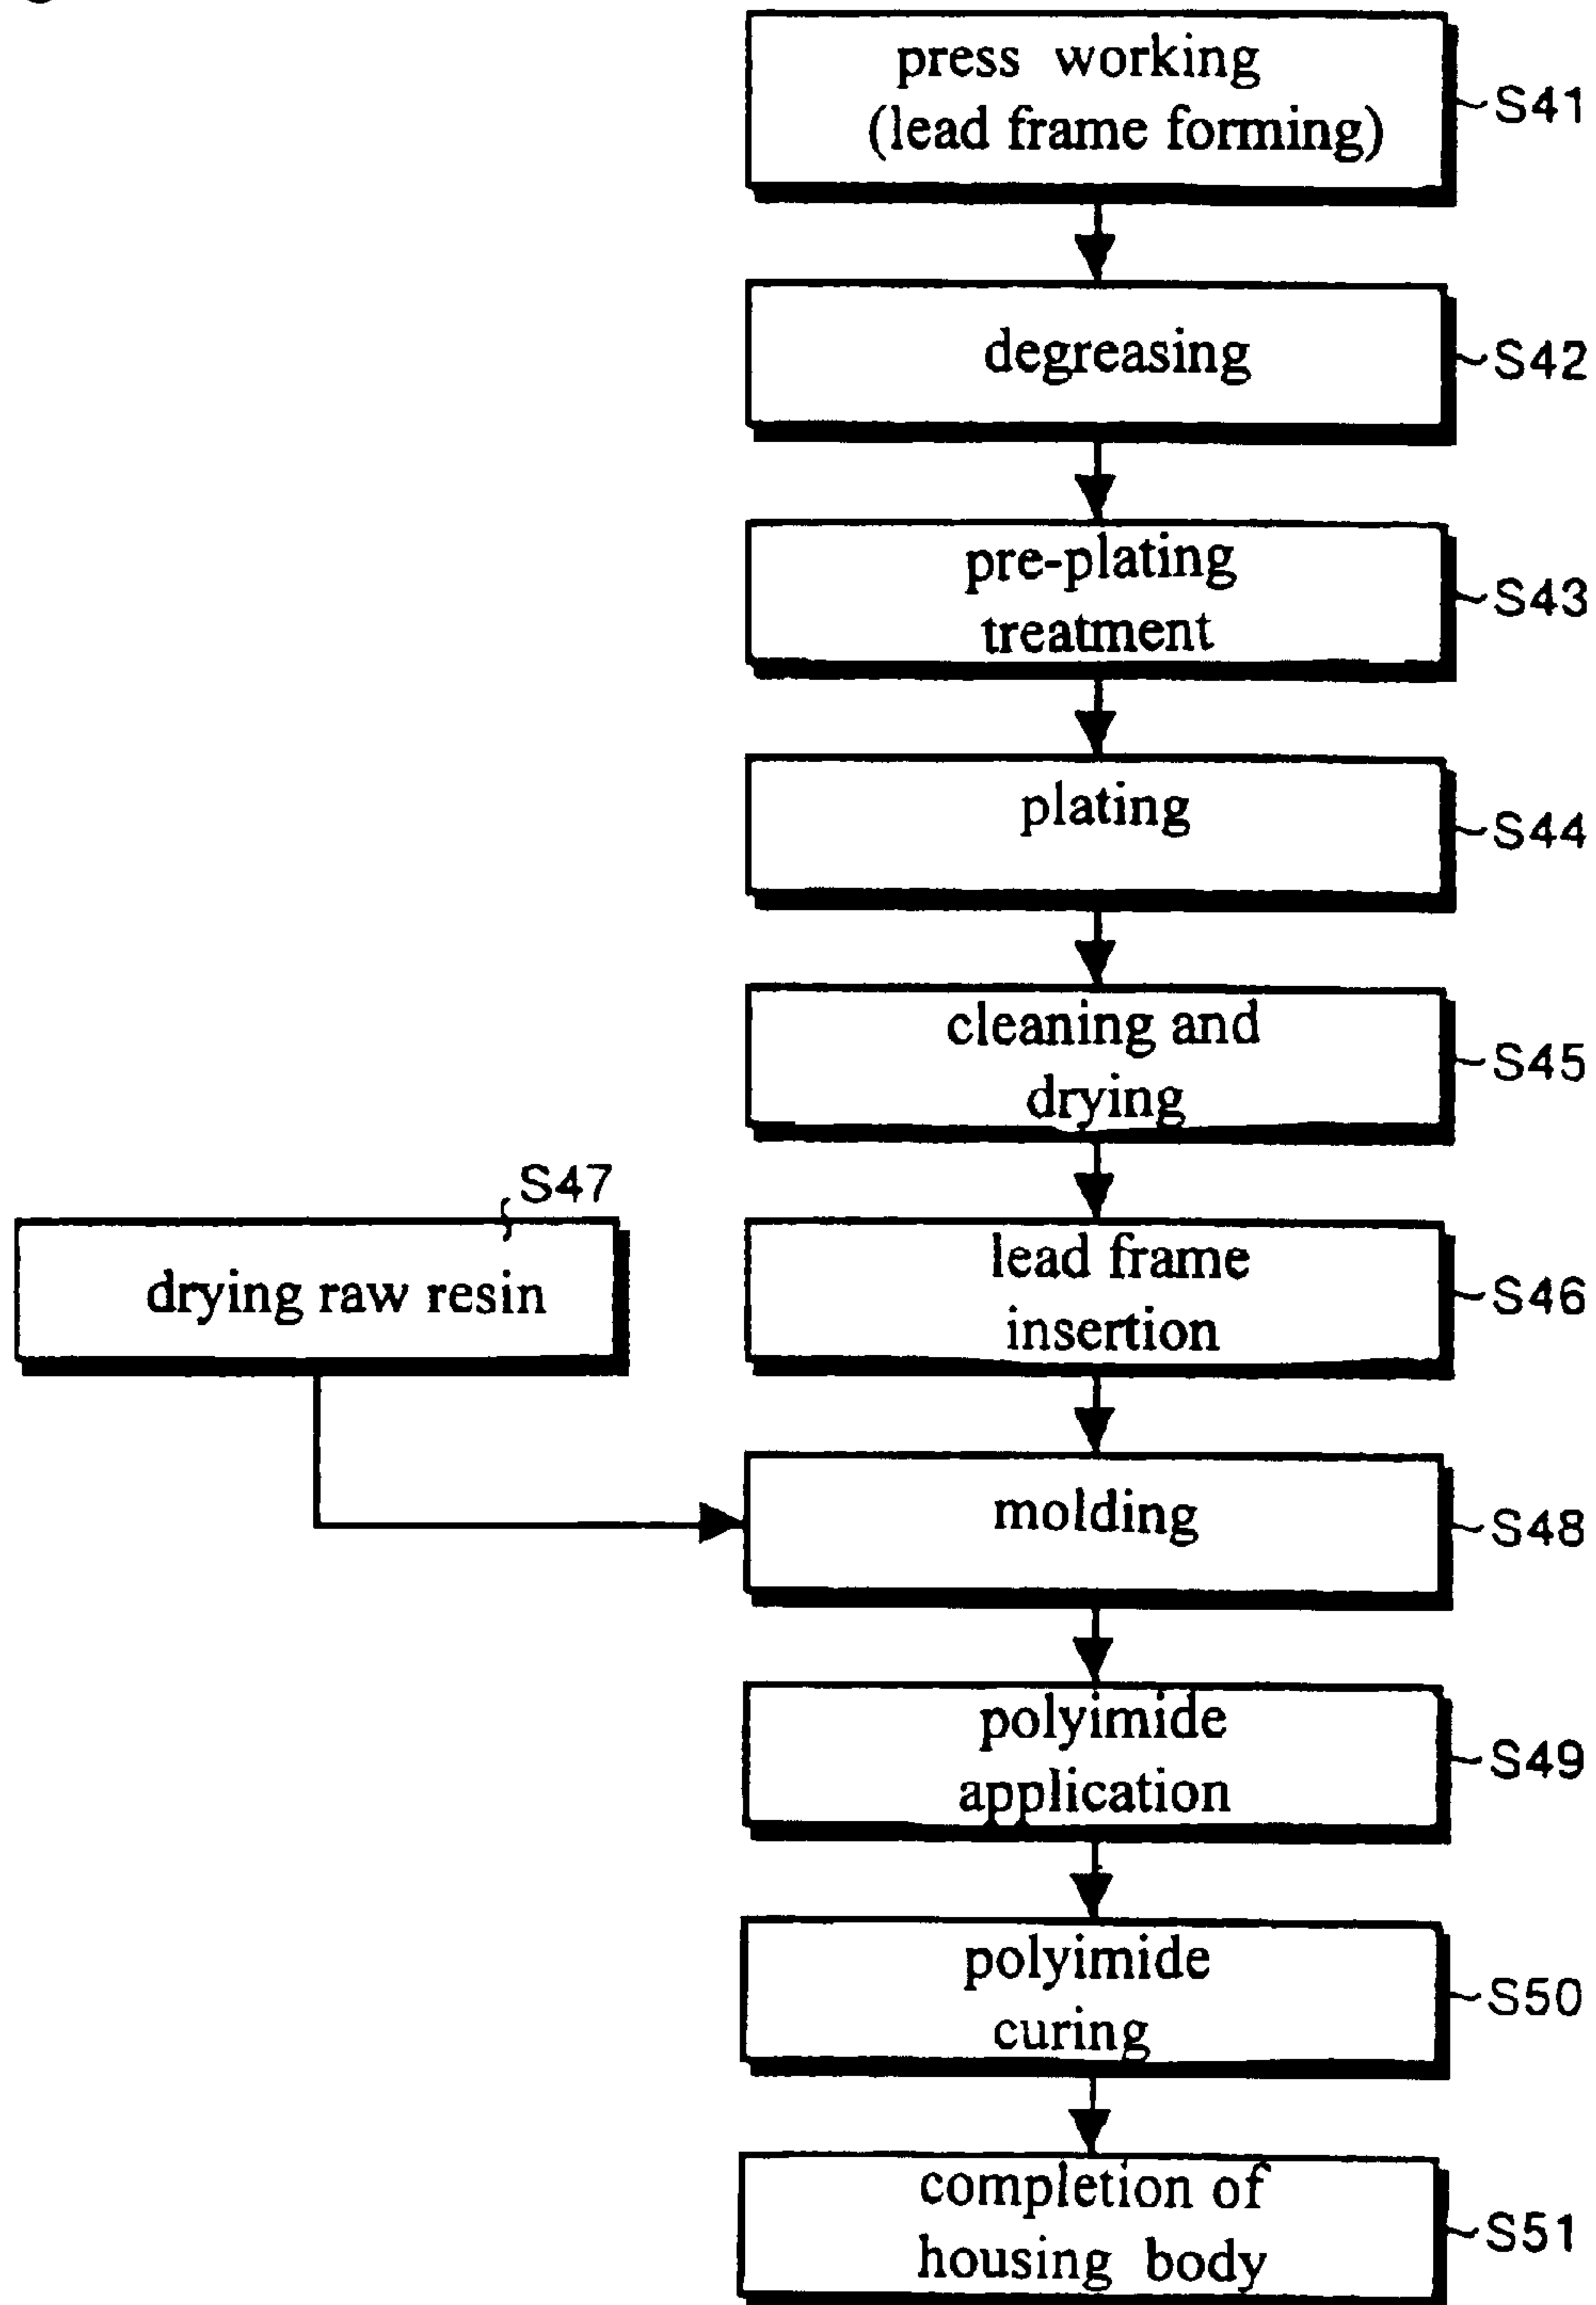 press working
(lead frame forming)
S41
degreasing
S42
pre-plating
treatment
S43
plating
S44
cleaning and
drying
S45
S47
drying raw resin
lead frame
insertion
S46
molding
S48
polyimide
application
S49
polyimide
curing
S50
completion of
housing body
S51